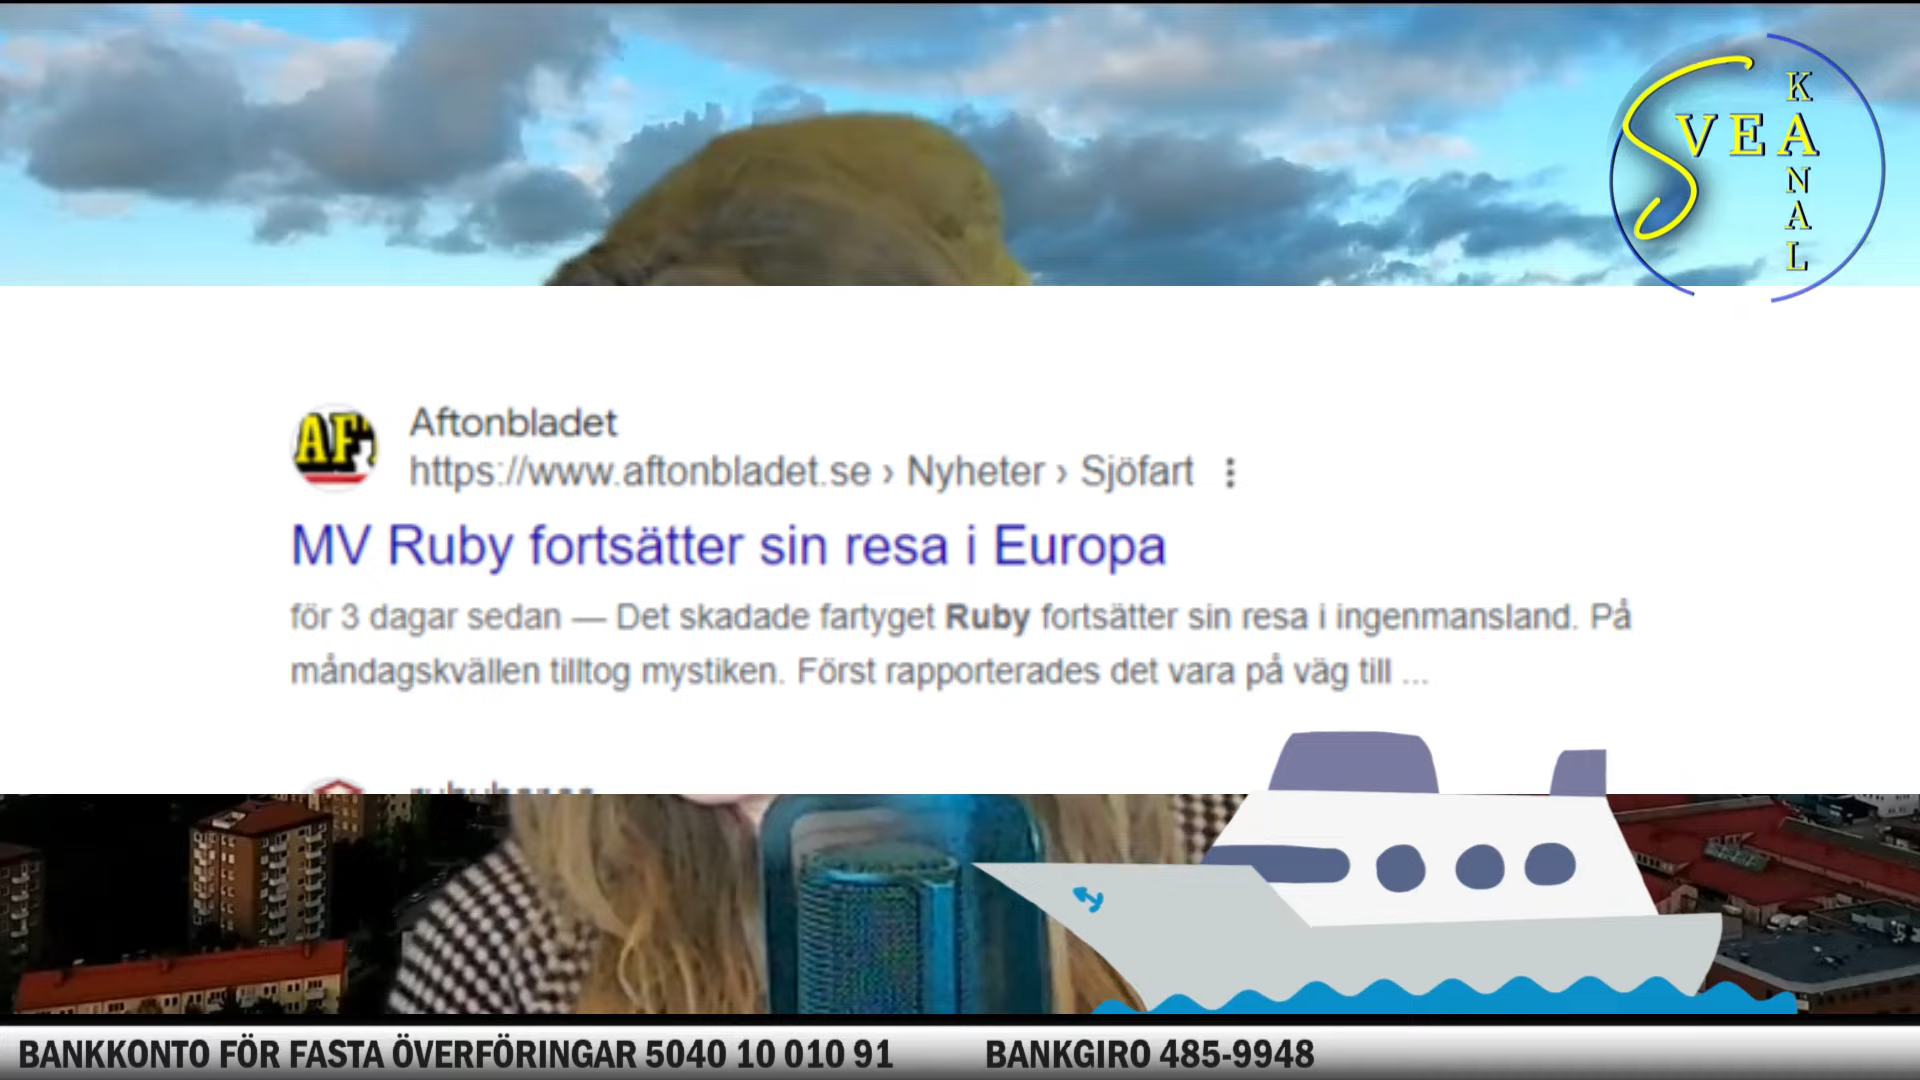 SVEA KANAL
Aftonbladet
https://www.aftonbladet.se › Nyheter › Sjöfart
MV Ruby fortsätter sin resa i Europa
för 3 dagar sedan — Det skadade fartyget Ruby fortsätter sin resa i ingenmansland. På
måndagskvällen tilltog mystiken. Först rapporterades det vara på väg till ...
BANKKONTO FÖR FASTA ÖVERFÖRINGAR 5040 10 010 91 BANKGIRO 485-9948